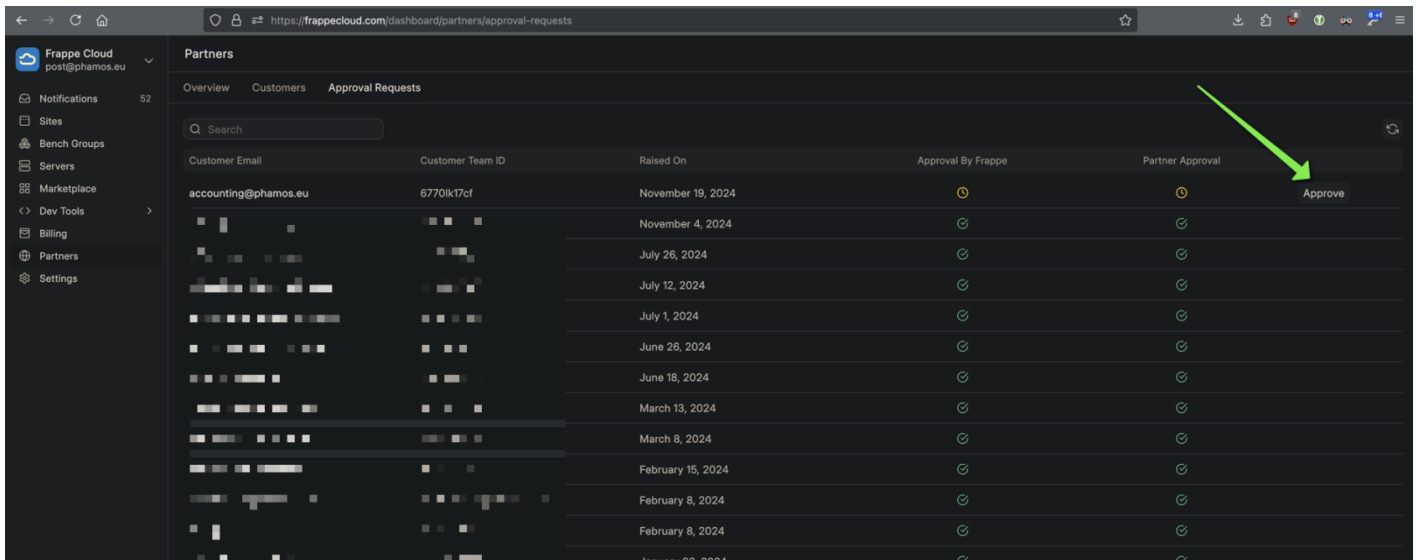 https://frappecloud.com/dashboard/partners/approval-requests
Frappe Cloud
post@phamos.eu
Notifications 52
Sites
Bench Groups
Servers
Marketplace
Dev Tools
Billing
Partners
Settings
Partners
Overview Customers Approval Requests
Search
Customer Email Customer Team ID Raised On Approval By Frappe Partner Approval
accounting@phamos.eu 6770lk17cf November 19, 2024 Approve
November 4, 2024
July 26, 2024
July 12, 2024
July 1, 2024
June 26, 2024
June 18, 2024
March 13, 2024
March 8, 2024
February 15, 2024
February 8, 2024
February 8, 2024